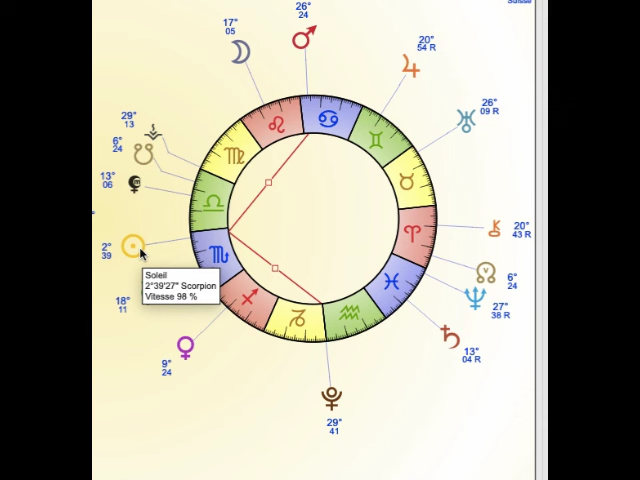 Suisse
26°
24
17°
05
20°
54 R
26°
09 R
29°
13
6°
24
13°
06
2°
39
Soleil
2°39'27" Scorpion
Vitesse 98 %
18°
11
20°
43 R
6°
24
27°
38 R
13°
04 R
9°
24
29°
41